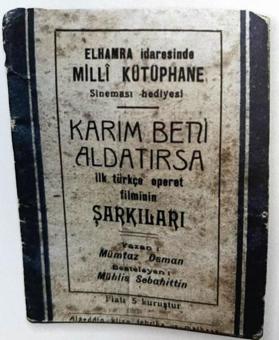 ELHAMRA idaresinde
MİLLÎ KÜTÜPHANE
Sineması hediyesi
KARIM BENİ
ALDATIRSA
ilk türkçe operet
filminin
ŞARKILARI
Yazan :
Mümtaz Osman
Besteleyen :
Muhlis Sebahittin
Fiatı 5 kuruştur